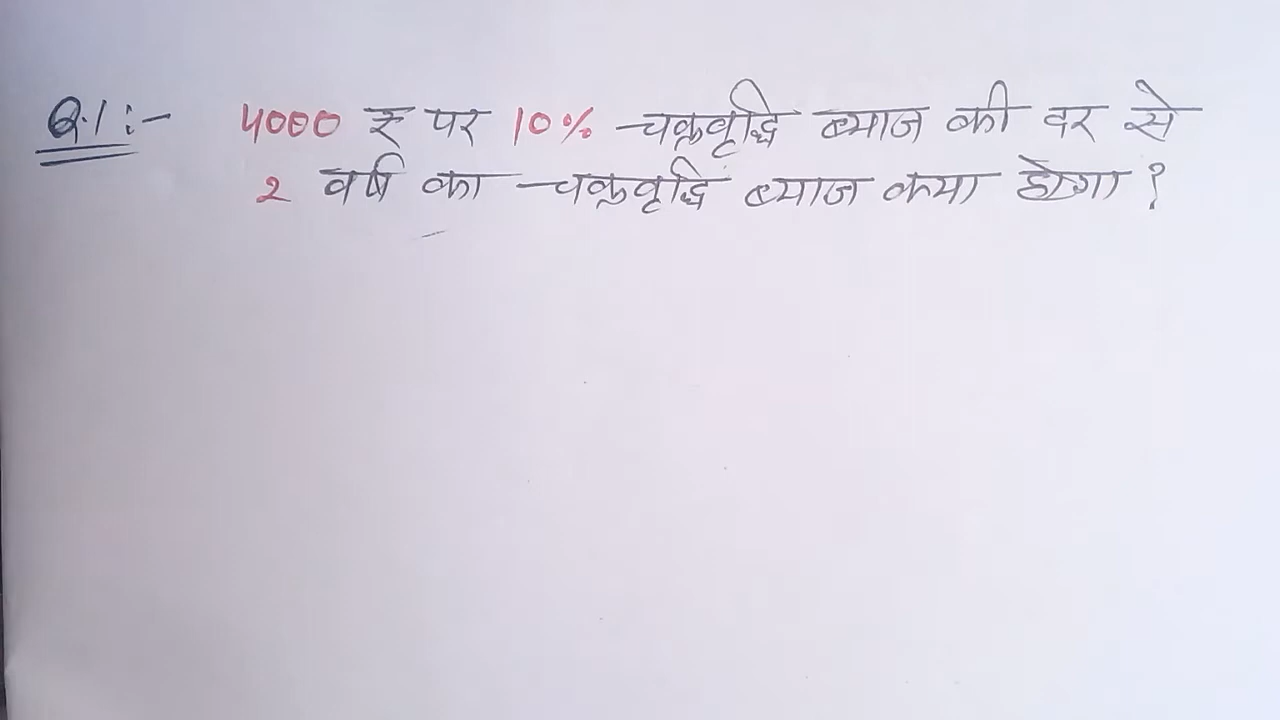 Q.1:- 4000 रु पर 10% चक्रवृद्धि ब्याज की दर से
2 वर्ष का चक्रवृद्धि ब्याज क्या होगा ?